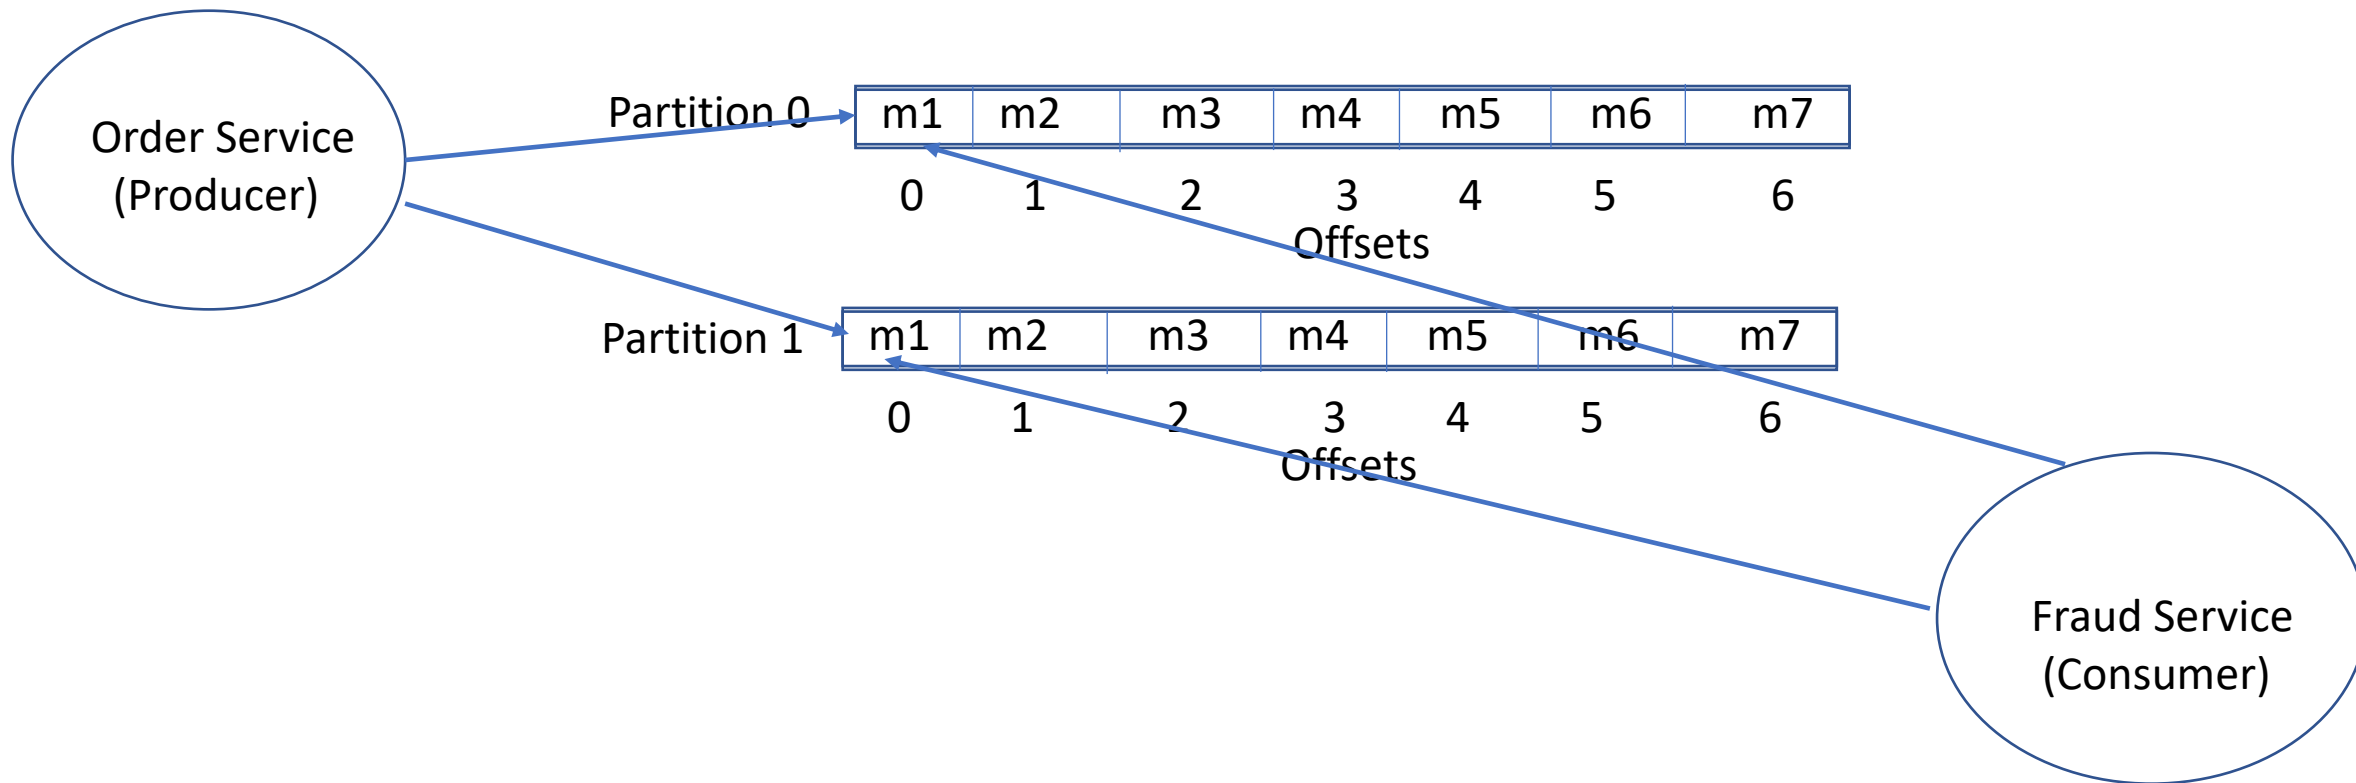 Order Service
(Producer)
Partition 0
m1 m2 m3 m4 m5 m6 m7
0 1 2 3 4 5 6
Offsets
Partition 1
m1 m2 m3 m4 m5 m6 m7
0 1 2 3 4 5 6
Offsets
Fraud Service
(Consumer)